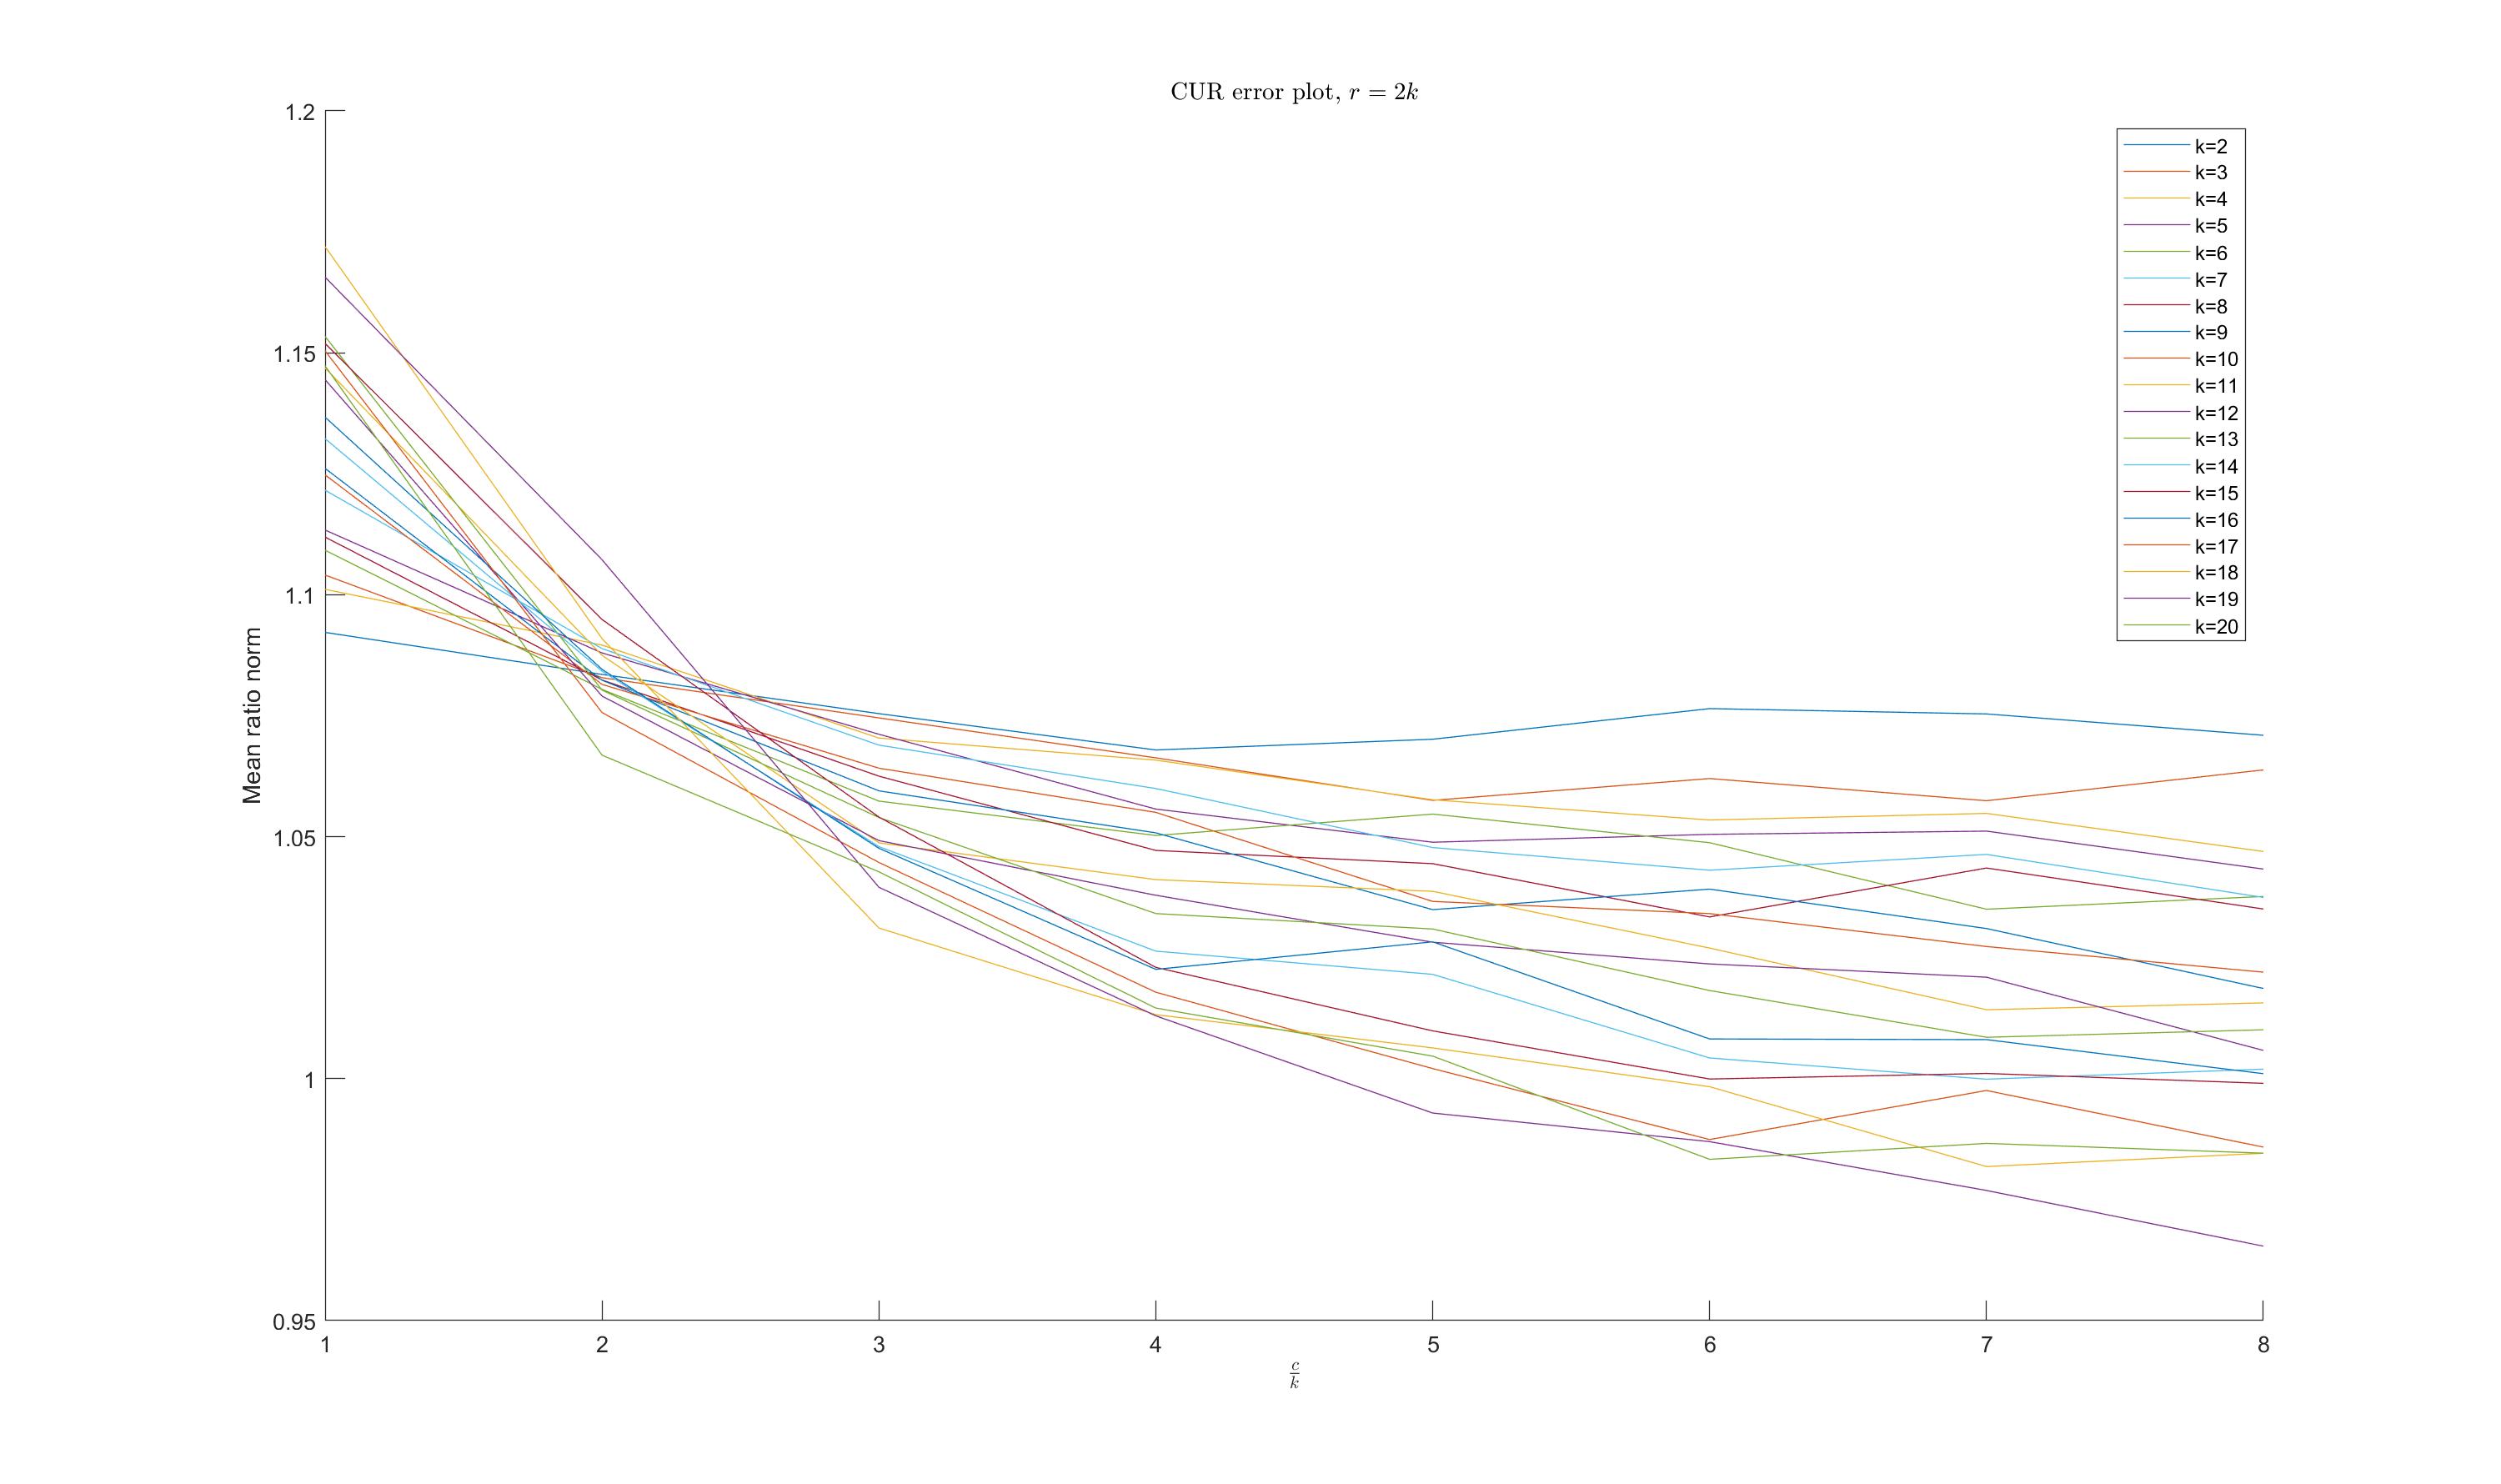 CUR error plot, r = 2k
1.2
1.15
1.1
1.05
1
0.95
Mean ratio norm
k=2
k=3
k=4
k=5
k=6
k=7
k=8
k=9
k=10
k=11
k=12
k=13
k=14
k=15
k=16
k=17
k=18
k=19
k=20
1 2 3 4 5 6 7 8
c
k